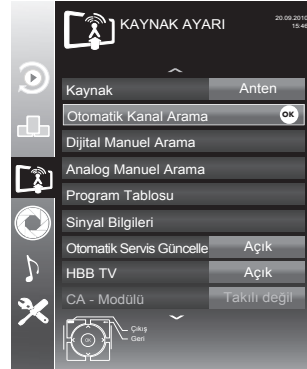 KAYNAK AYARI
20.09.2010
15:46
Kaynak Anten
Otomatik Kanal Arama OK
Dijital Manuel Arama
Analog Manuel Arama
Program Tablosu
Sinyal Bilgileri
Otomatik Servis Güncelle Açık
HBB TV Açık
CA - Modülü Takılı değil
Çıkış
OK
Geri